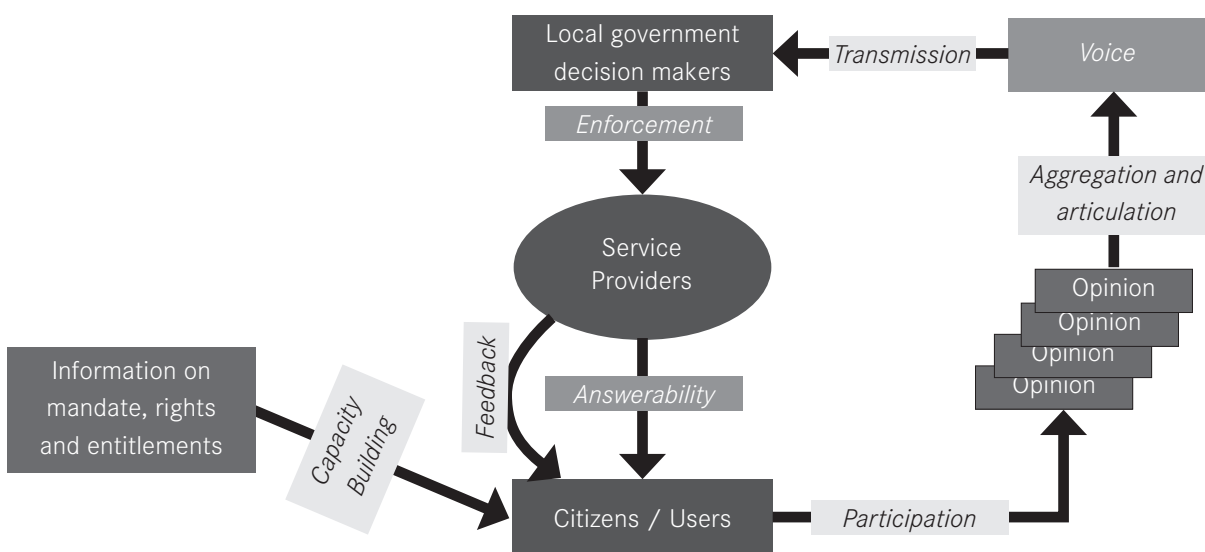 Local government
decision makers
Transmission
Voice
Enforcement
Aggregation and
articulation
Service
Providers
Opinion
Opinion
Opinion
Opinion
Feedback
Answerability
Information on
mandate, rights
and entitlements
Capacity
Building
Citizens / Users
Participation